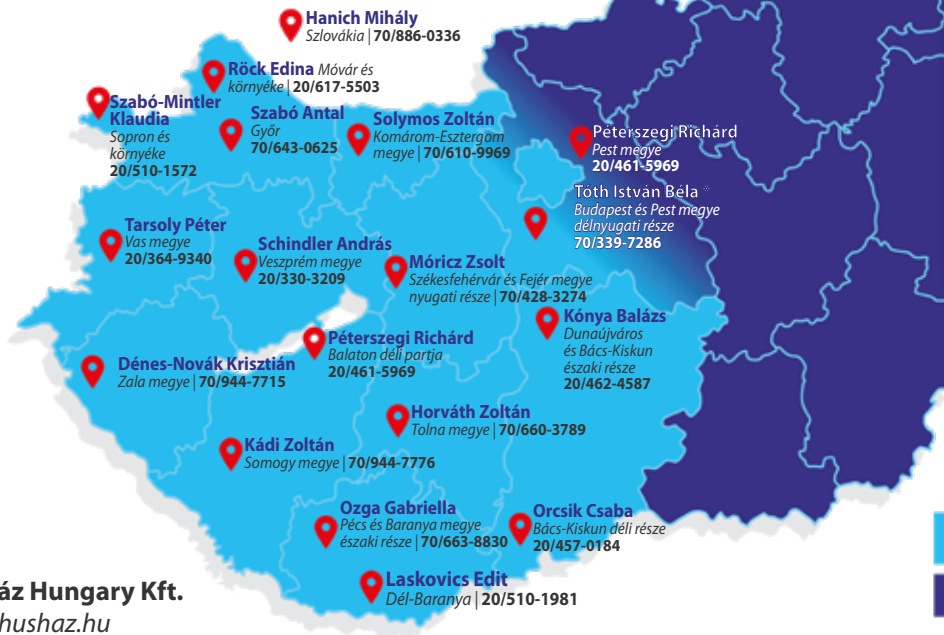 Hanich Mihály
Szlovákia | 70/886-0336
Röck Edina Móvár és
környéke | 20/617-5503
Szabó-Mintler
Klaudia
Sopron és
környéke
20/510-1572
Szabó Antal
Győr
70/643-0625
Solymos Zoltán
Komárom-Esztergom
megye | 70/610-9969
Péterszegi Richárd
Pest megye
20/461-5969
Tóth István Béla
Budapest és Pest megye
délnyugati része
70/339-7286
Tarsoly Péter
Vas megye
20/364-9340
Schindler András
Veszprém megye
20/330-3209
Móricz Zsolt
Székesfehérvár és Fejér megye
nyugati része | 70/428-3274
Kónya Balázs
Dunaújváros
és Bács-Kiskun
északi része
20/462-4587
Péterszegi Richárd
Balaton déli partja
20/461-5969
Dénes-Novák Krisztián
Zala megye | 70/944-7715
Horváth Zoltán
Tolna megye | 70/660-3789
Kádi Zoltán
Somogy megye | 70/944-7776
Ozga Gabriella
Pécs és Baranya megye
északi része | 70/663-8830
Orcsik Csaba
Bács-Kiskun déli része
20/457-0184
Laskovics Edit
Dél-Baranya | 20/510-1981
áz Hungary Kft.
hushaz.hu